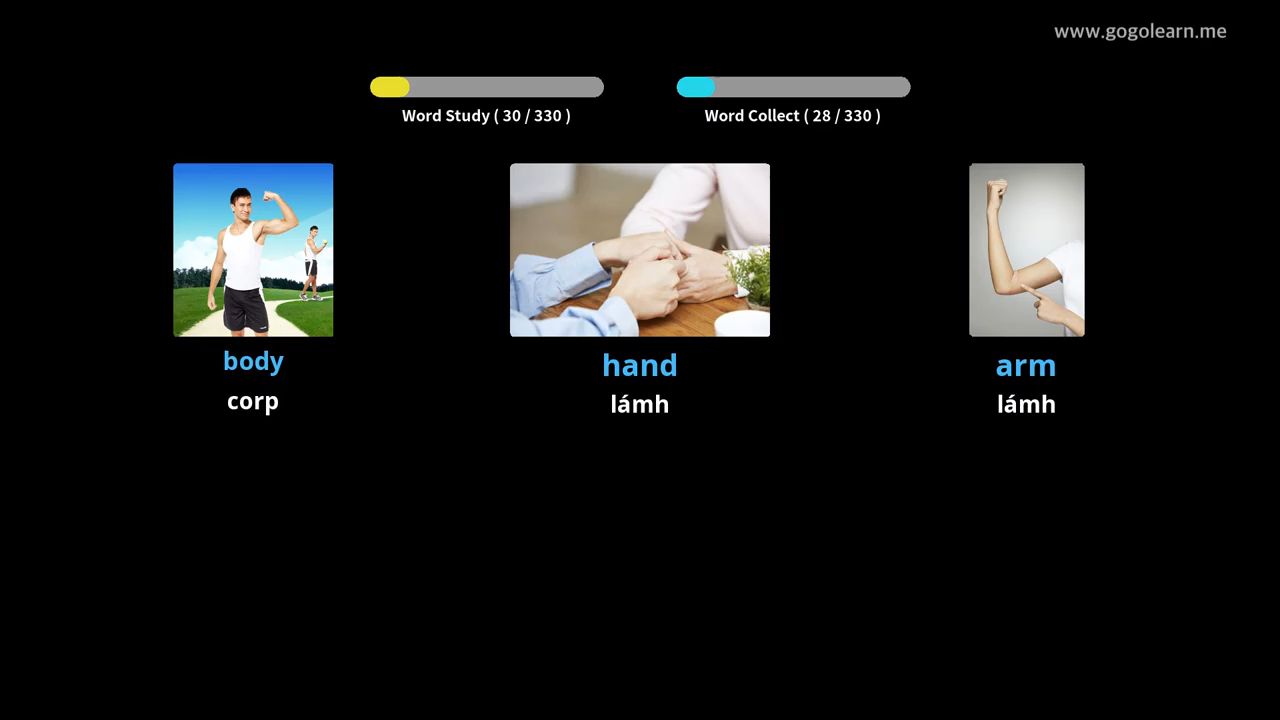 www.gogolearn.me
Word Study ( 30 / 330 )
Word Collect ( 28 / 330 )
body
corp
hand
lámh
arm
lámh